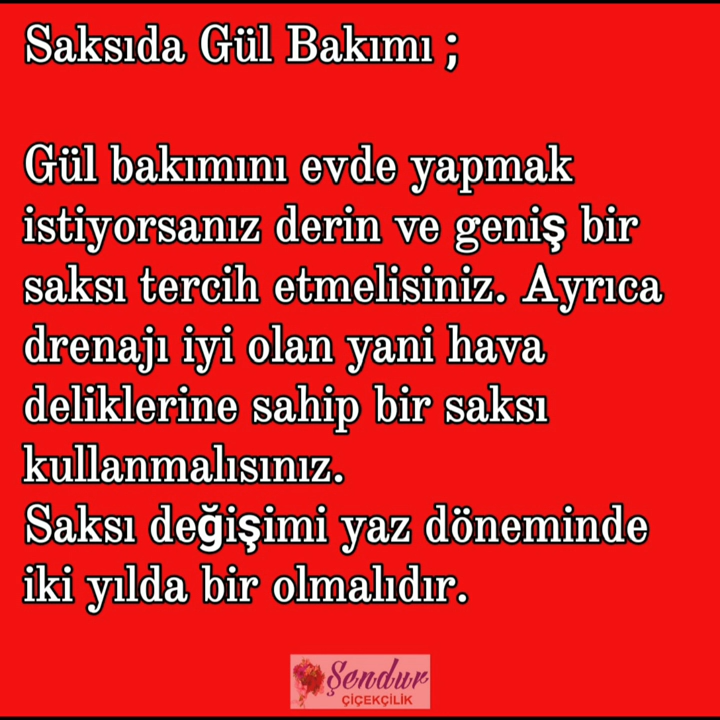 Saksıda Gül Bakımı ;
Gül bakımını evde yapmak
istiyorsanız derin ve geniş bir
saksı tercih etmelisiniz. Ayrıca
drenajı iyi olan yani hava
deliklerine sahip bir saksı
kullanmalısınız.
Saksı değişimi yaz döneminde
iki yılda bir olmalıdır.
Şendur
ÇİÇEKÇİLİK